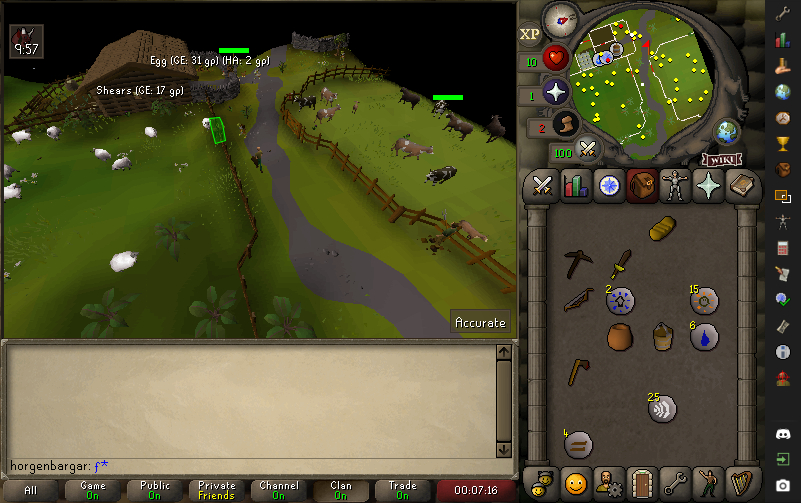 9:57
Egg (GE: 31 gp) (HA: 2 gp)
Shears (GE: 17 gp)
Accurate
horgenbargar: ƒ*
All
Game
On
Public
On
Private
Friends
Channel
On
Clan
On
Trade
On
00:07:16
XP
10
1
2
100
WIKI
2
15
6
25
4